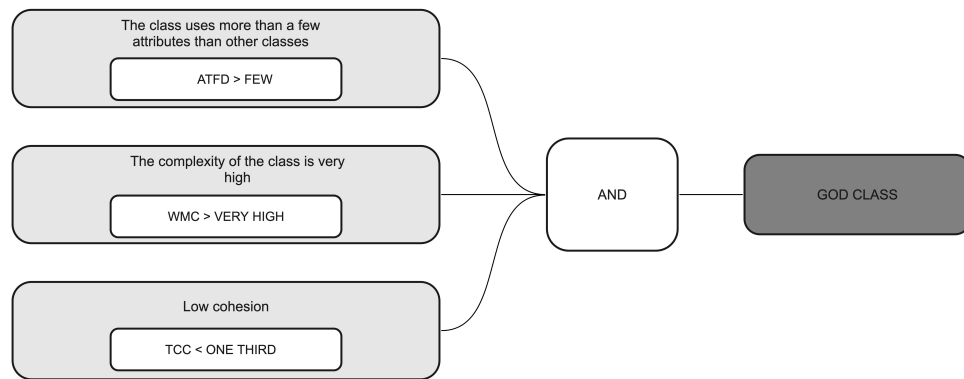 The class uses more than a few
attributes than other classes
ATFD > FEW
The complexity of the class is very
high
WMC > VERY HIGH
Low cohesion
TCC < ONE THIRD
AND
GOD CLASS